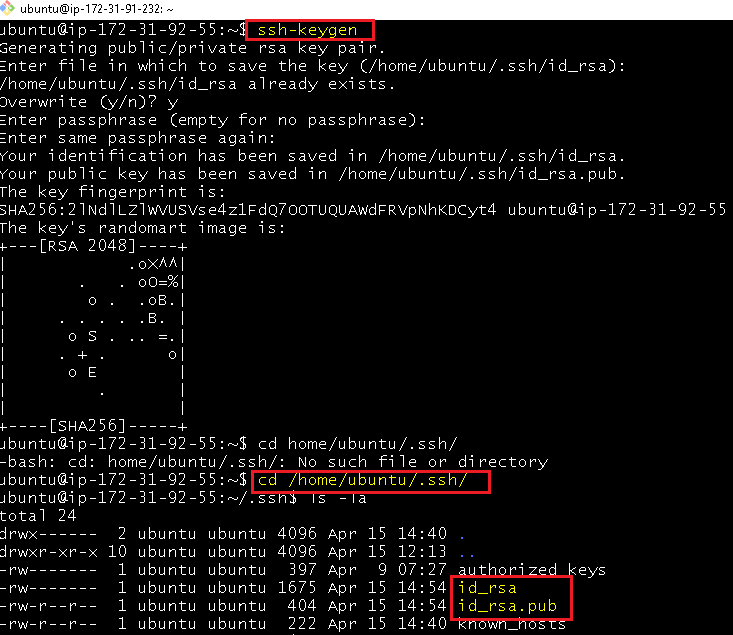 ubuntu@ip-172-31-91-232: ~
ubuntu@ip-172-31-92-55:~$ ssh-keygen
Generating public/private rsa key pair.
Enter file in which to save the key (/home/ubuntu/.ssh/id_rsa):
/home/ubuntu/.ssh/id_rsa already exists.
Overwrite (y/n)? y
Enter passphrase (empty for no passphrase):
Enter same passphrase again:
Your identification has been saved in /home/ubuntu/.ssh/id_rsa.
Your public key has been saved in /home/ubuntu/.ssh/id_rsa.pub.
The key fingerprint is:
SHA256:2lNdlLZlWVUSVse4z1FdQ7OOTUQUAWdFRVpNhKDCyt4 ubuntu@ip-172-31-92-55
The key's randomart image is:
+---[RSA 2048]----+
|             .oX^^|
|        .   . oO=%|
|         o .  .oB.|
|      . . . . .B. |
|       o S . .. =.|
|      . + .      o|
|       o E        |
|          .       |
|                  |
+----[SHA256]-----+
ubuntu@ip-172-31-92-55:~$ cd home/ubuntu/.ssh/
-bash: cd: home/ubuntu/.ssh/: No such file or directory
ubuntu@ip-172-31-92-55:~$ cd /home/ubuntu/.ssh/
ubuntu@ip-172-31-92-55:~/.ssh$ ls -la
total 24
drwx------  2 ubuntu ubuntu 4096 Apr 15 14:40 .
drwxr-xr-x 10 ubuntu ubuntu 4096 Apr 15 12:13 ..
-rw-------  1 ubuntu ubuntu  397 Apr  9 07:27 authorized_keys
-rw-------  1 ubuntu ubuntu 1675 Apr 15 14:54 id_rsa
-rw-r--r--  1 ubuntu ubuntu  404 Apr 15 14:54 id_rsa.pub
-rw-r--r--  1 ubuntu ubuntu  222 Apr 15 14:40 known_hosts